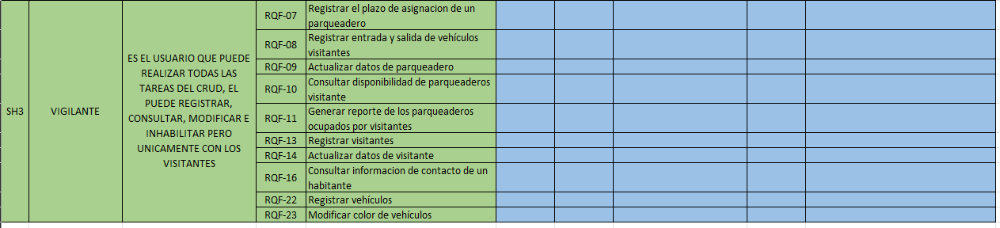 SH3
VIGILANTE
ES EL USUARIO QUE PUEDE
REALIZAR TODAS LAS
TAREAS DEL CRUD, EL
PUEDE REGISTRAR,
CONSULTAR, MODIFICAR E
INHABILITAR PERO
UNICAMENTE CON LOS
VISITANTES
RQF-07
Registrar el plazo de asignacion de un
parqueadero
RQF-08
Registrar entrada y salida de vehículos
visitantes
RQF-09
Actualizar datos de parqueadero
RQF-10
Consultar disponibilidad de parqueaderos
visitante
RQF-11
Generar reporte de los parqueaderos
ocupados por visitantes
RQF-13
Registrar visitantes
RQF-14
Actualizar datos de visitante
RQF-16
Consultar informacion de contacto de un
habitante
RQF-22
Registrar vehículos
RQF-23
Modificar color de vehículos